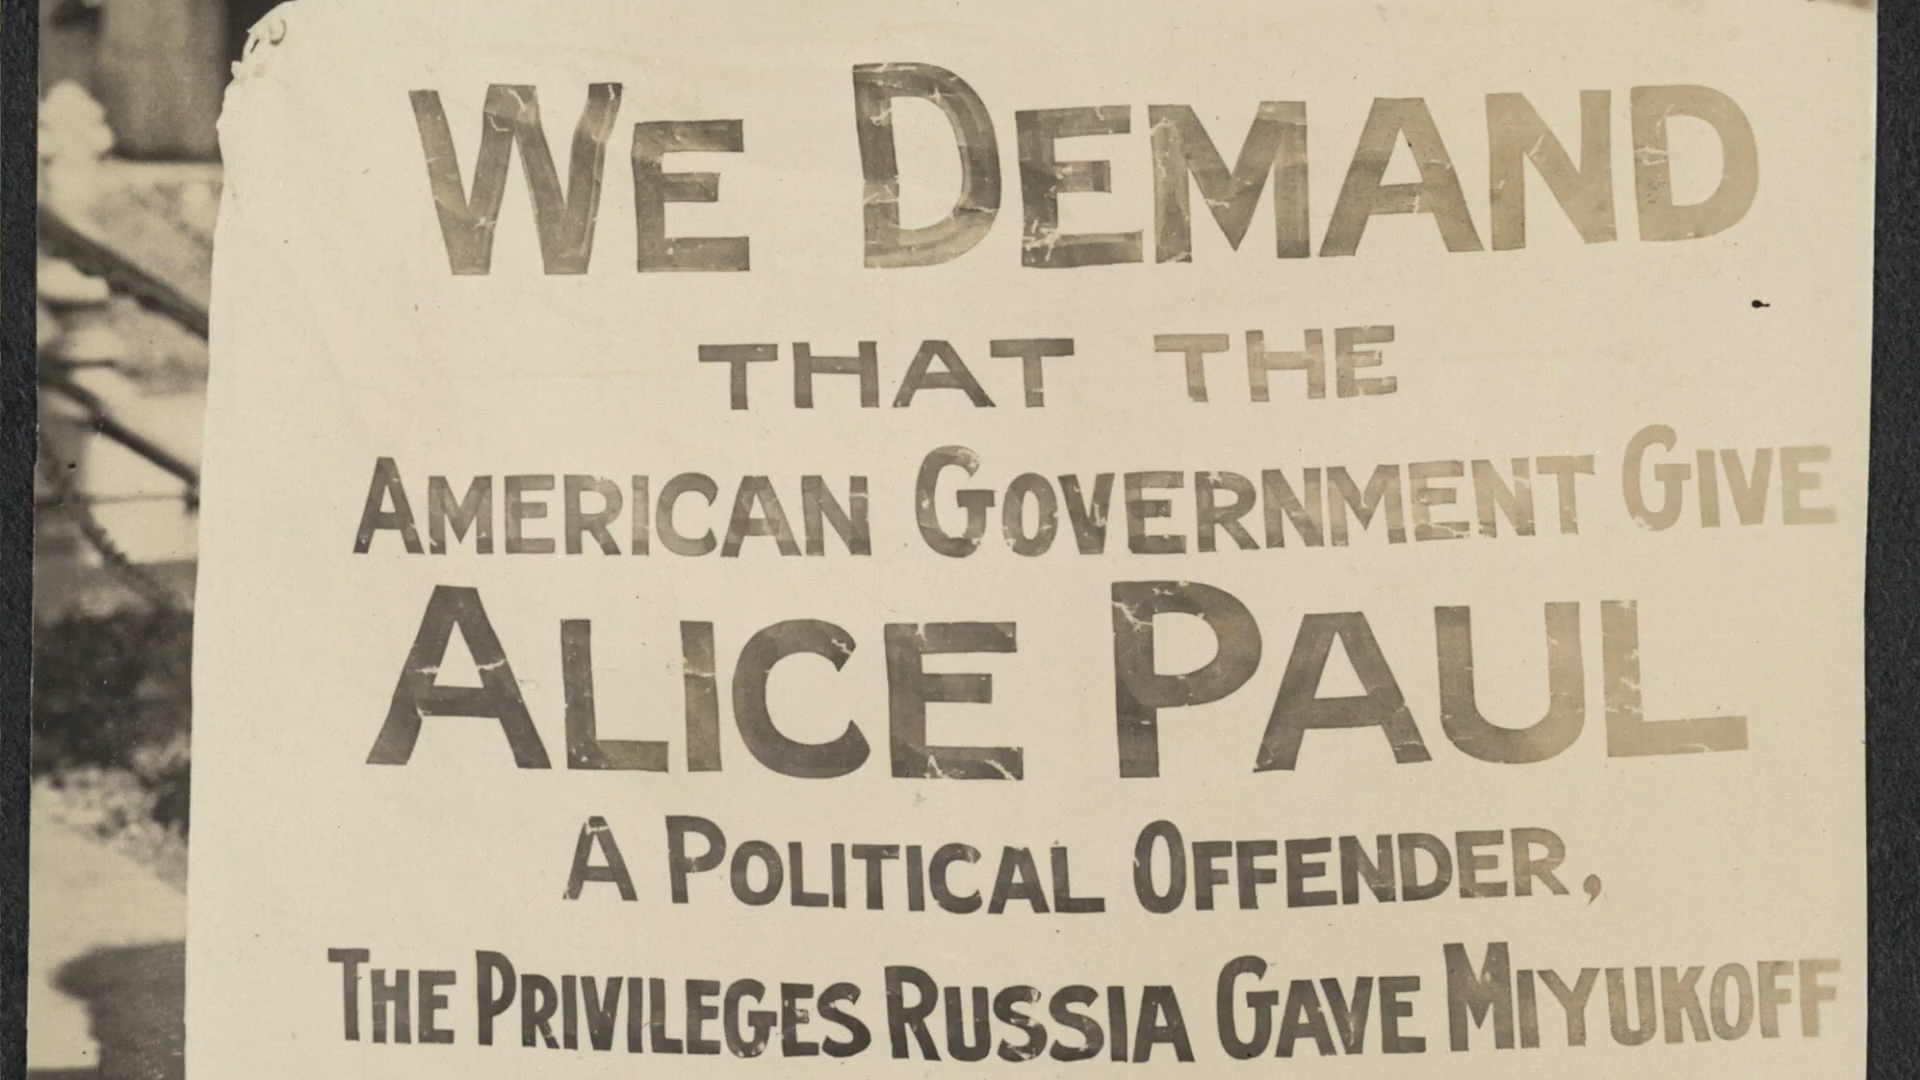 WE DEMAND
THAT THE
AMERICAN GOVERNMENT GIVE
ALICE PAUL
A POLITICAL OFFENDER,
THE PRIVILEGES RUSSIA GAVE MIYUKOFF